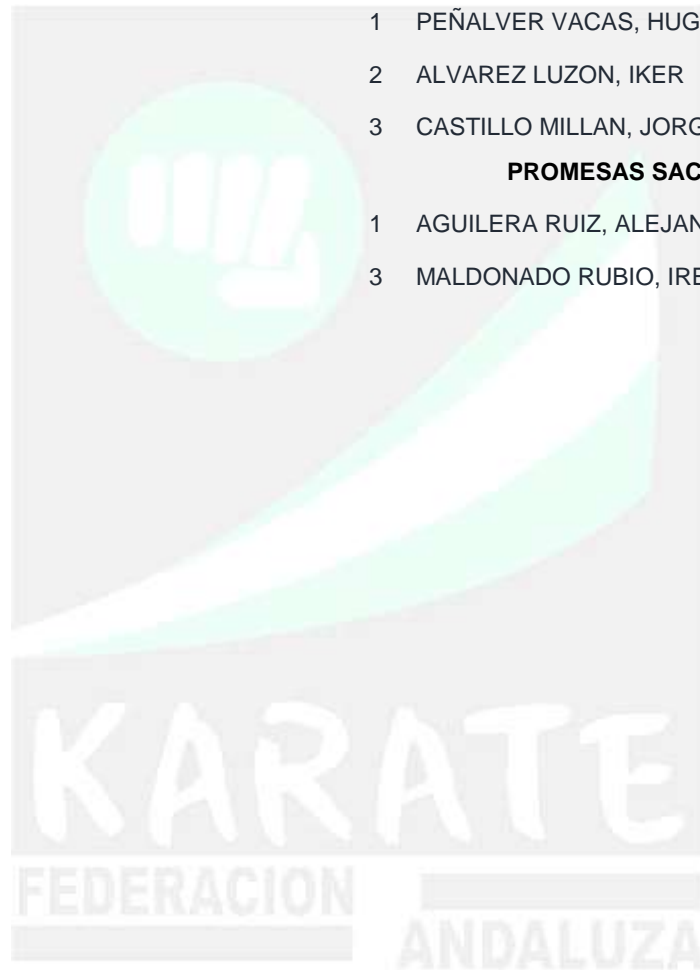 1 PEÑALVER VACAS, HUG
2 ALVAREZ LUZON, IKER
3 CASTILLO MILLAN, JORG
PROMESAS SAC
1 AGUILERA RUIZ, ALEJAN
3 MALDONADO RUBIO, IRE
KARATE
FEDERACION
ANDALUZA